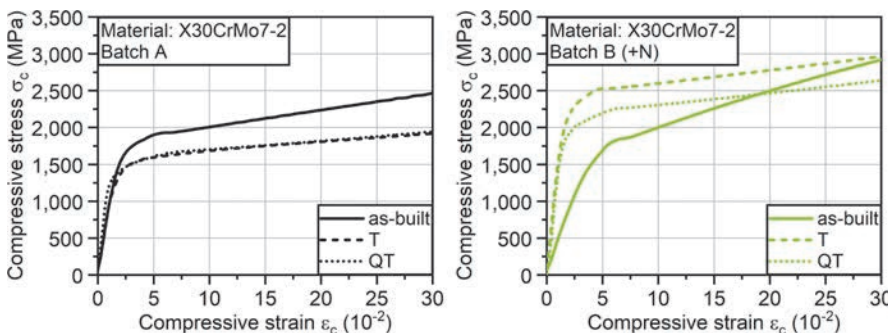 3,500
3,000
2,500
2,000
1,500
1,000
500
0
Compressive stress σc (MPa)
Material: X30CrMo7-2
Batch A
as-built
T
QT
0 5 10 15 20 25 30
Compressive strain εc (10-2)
3,500
3,000
2,500
2,000
1,500
1,000
500
0
Compressive stress σc (MPa)
Material: X30CrMo7-2
Batch B (+N)
as-built
T
QT
0 5 10 15 20 25 30
Compressive strain εc (10-2)